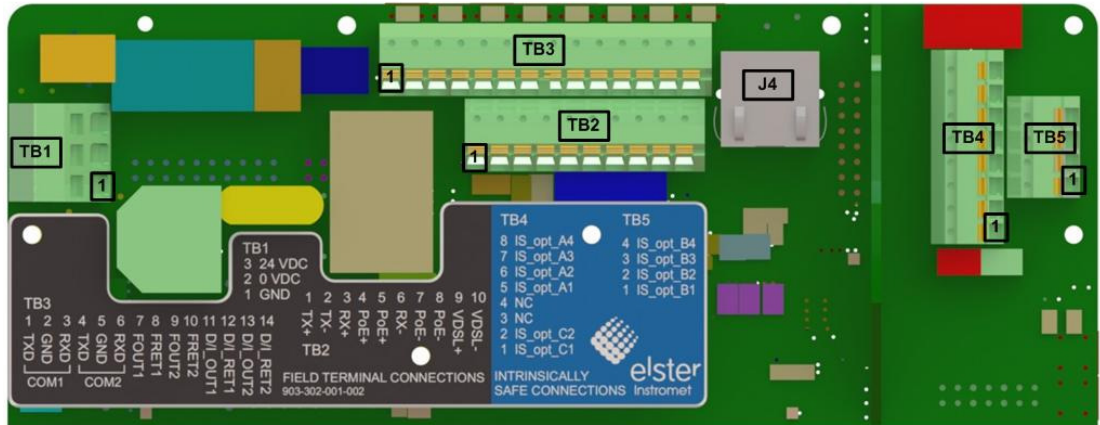 TB3
1
J4
TB2
1
TB1
1
TB4
1
TB5
1
TB1
3 24 VDC
2 0 VDC
1 GND
TB3
1 TXD
2 GND
3 RXD
4 TXD
5 GND
6 RXD
7 FOUT1
8 FRET1
9 FOUT2
10 FRET2
11 D/I_OUT1
12 D/I_RET1
13 D/I_OUT2
14 D/I_RET2
COM1
COM2
1 TX+
2 TX-
3 RX+
4 PoE+
5 PoE+
6 RX-
7 PoE-
8 PoE-
9 VDSL+
10 VDSL-
TB2
FIELD TERMINAL CONNECTIONS
903-302-001-002
TB4
8 IS_opt_A4
7 IS_opt_A3
6 IS_opt_A2
5 IS_opt_A1
4 NC
3 NC
2 IS_opt_C2
1 IS_opt_C1
TB5
4 IS_opt_B4
3 IS_opt_B3
2 IS_opt_B2
1 IS_opt_B1
INTRINSICALLY
SAFE CONNECTIONS
elster
Instromet